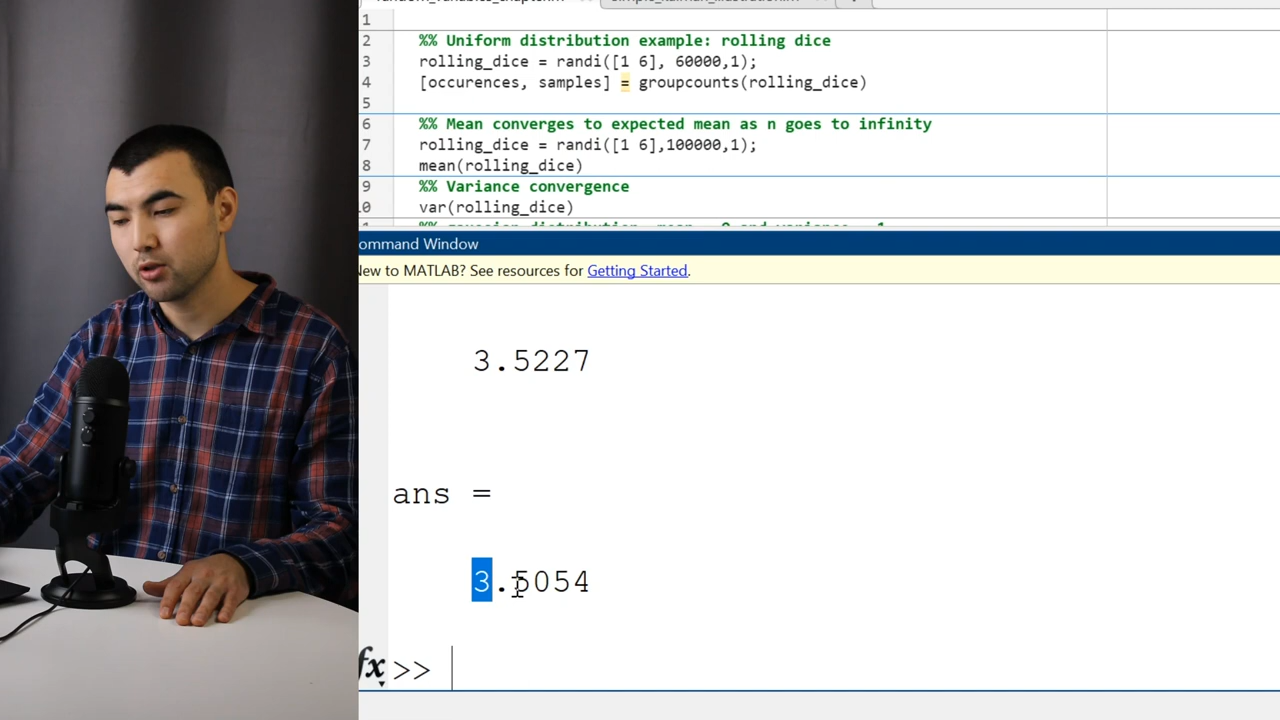 1
2 %% Uniform distribution example: rolling dice
3 rolling_dice = randi([1 6], 60000,1);
4 [occurences, samples] = groupcounts(rolling_dice)
5
6 %% Mean converges to expected mean as n goes to infinity
7 rolling_dice = randi([1 6],100000,1);
8 mean(rolling_dice)
9 %% Variance convergence
10 var(rolling_dice)
ommand Window
New to MATLAB? See resources for Getting Started.
3.5227
ans =
3.5054
fx >>